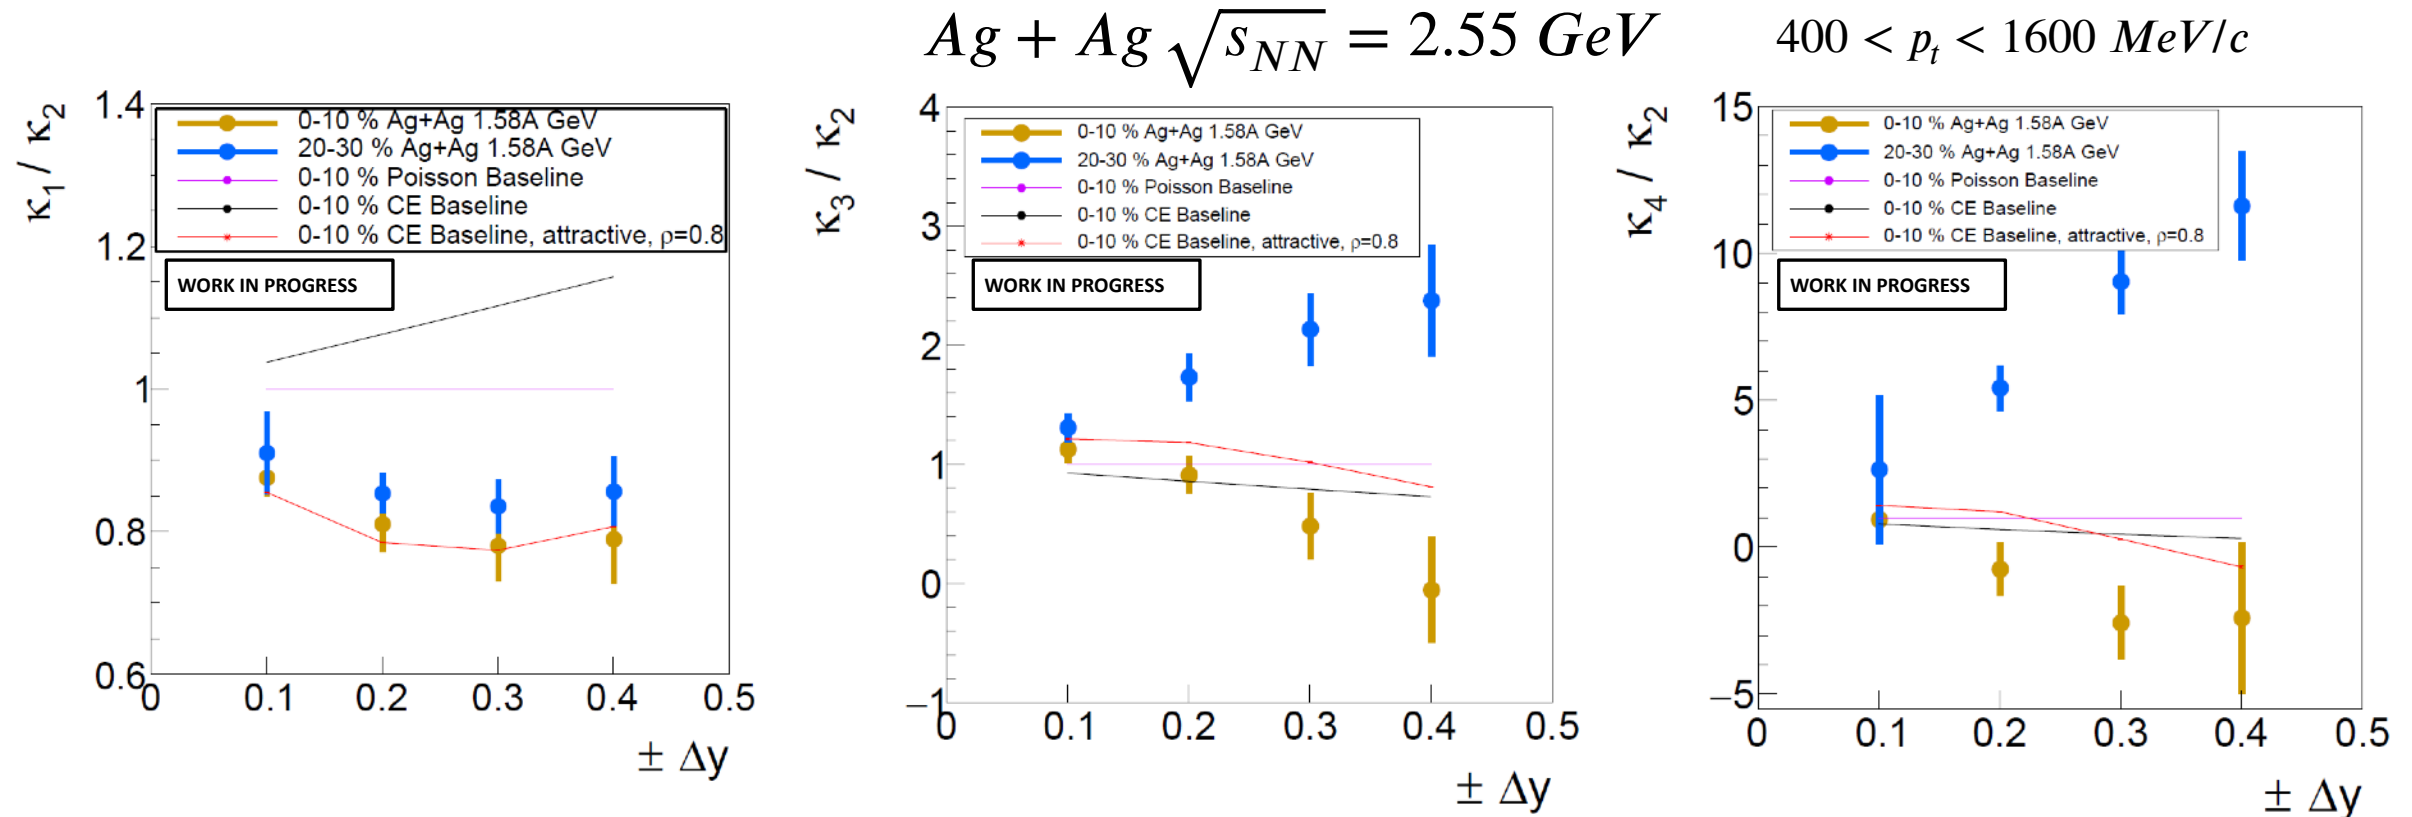 Ag + Ag √s_NN = 2.55 GeV
400 < p_t < 1600 MeV/c
κ₁ / κ₂
1.4
1.2
1
0.8
0.6
0-10 % Ag+Ag 1.58A GeV
20-30 % Ag+Ag 1.58A GeV
0-10 % Poisson Baseline
0-10 % CE Baseline
0-10 % CE Baseline, attractive, ρ=0.8
WORK IN PROGRESS
0 0.1 0.2 0.3 0.4 0.5
± Δy
κ₃ / κ₂
4
3
2
1
0
−1
0-10 % Ag+Ag 1.58A GeV
20-30 % Ag+Ag 1.58A GeV
0-10 % Poisson Baseline
0-10 % CE Baseline
0-10 % CE Baseline, attractive, ρ=0.8
WORK IN PROGRESS
0 0.1 0.2 0.3 0.4 0.5
± Δy
κ₄ / κ₂
15
10
5
0
−5
0-10 % Ag+Ag 1.58A GeV
20-30 % Ag+Ag 1.58A GeV
0-10 % Poisson Baseline
0-10 % CE Baseline
0-10 % CE Baseline, attractive, ρ=0.8
WORK IN PROGRESS
0 0.1 0.2 0.3 0.4 0.5
± Δy